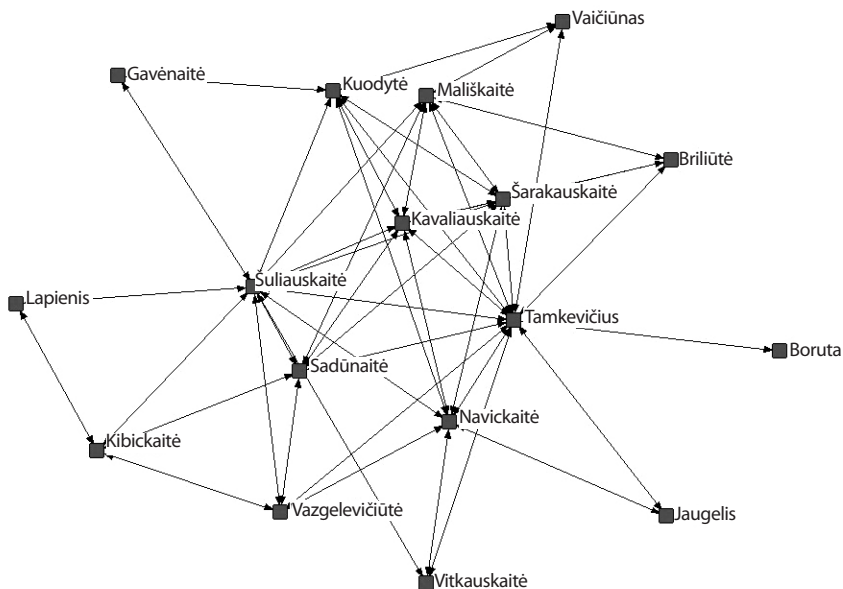 Vaičiūnas
Gavėnaitė
Kuodytė
Mališkaitė
Briliūtė
Šarakauskaitė
Kavaliauskaitė
Šuliauskaitė
Lapienis
Tamkevičius
Boruta
Sadūnaitė
Navickaitė
Kibickaitė
Vazgelevičiūtė
Jaugelis
Vitkauskaitė